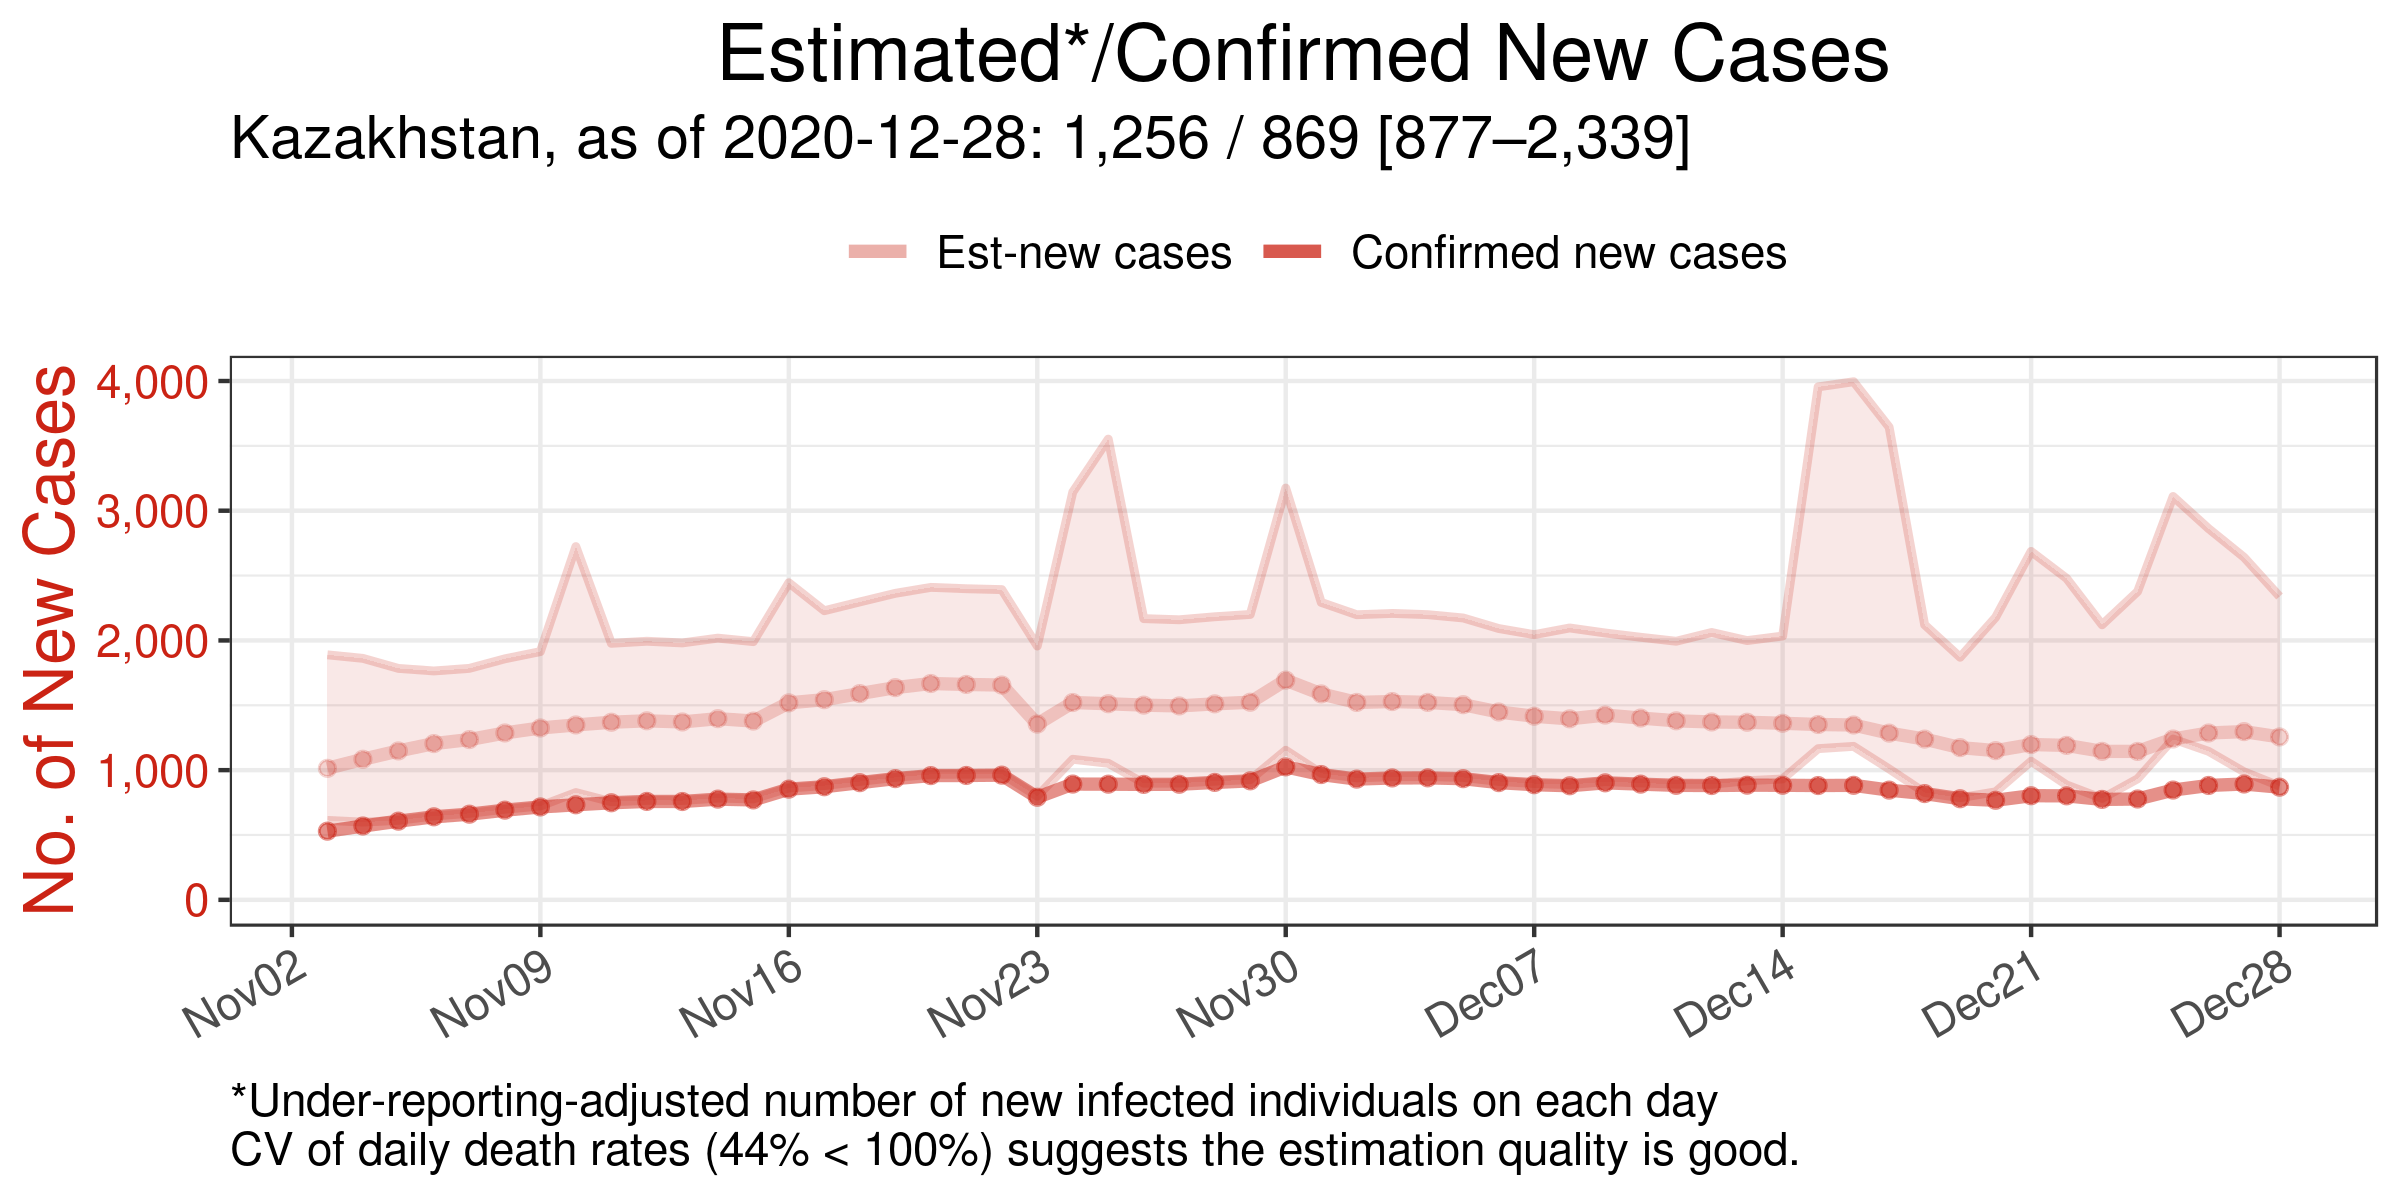 Estimated*/Confirmed New Cases
Kazakhstan, as of 2020-12-28: 1,256 / 869 [877–2,339]
Est-new cases
Confirmed new cases
No. of New Cases
4,000
3,000
2,000
1,000
0
Nov02
Nov09
Nov16
Nov23
Nov30
Dec07
Dec14
Dec21
Dec28
*Under-reporting-adjusted number of new infected individuals on each day
CV of daily death rates (44% < 100%) suggests the estimation quality is good.